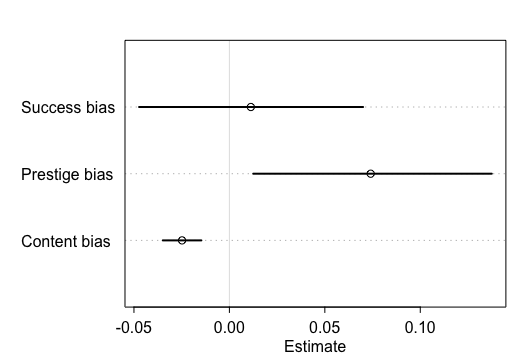 Success bias
Prestige bias
Content bias
-0.05 0.00 0.05 0.10
Estimate